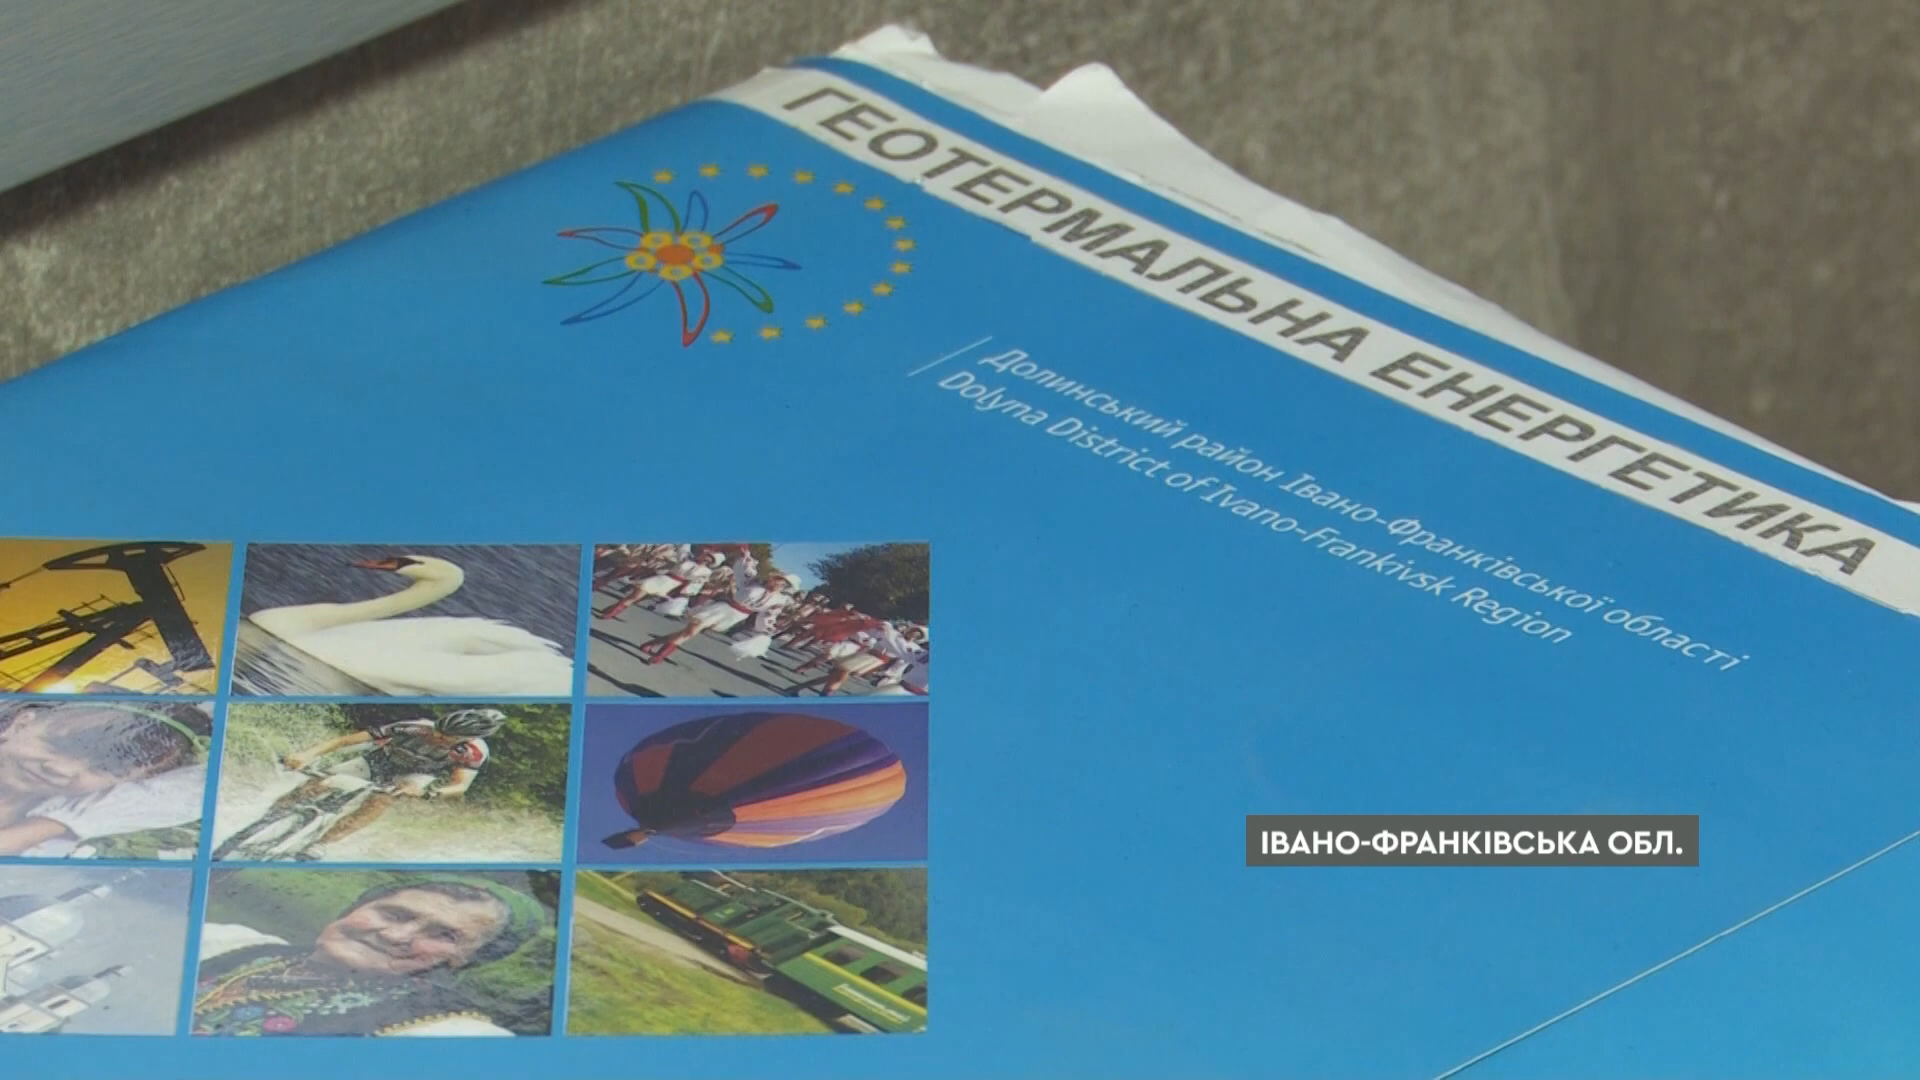 ГЕОТЕРМАЛЬНА ЕНЕРГЕТИКА
Долинський район Івано-Франківської області
Dolyna District of Ivano-Frankivsk Region
ІВАНО-ФРАНКІВСЬКА ОБЛ.